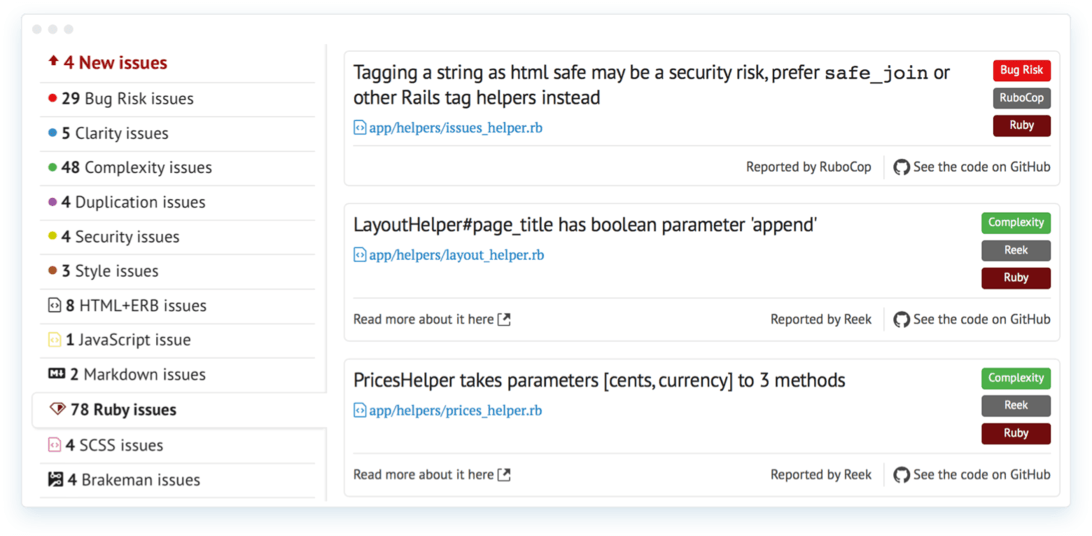 4 New issues
29 Bug Risk issues
5 Clarity issues
48 Complexity issues
4 Duplication issues
4 Security issues
3 Style issues
8 HTML+ERB issues
1 JavaScript issue
2 Markdown issues
78 Ruby issues
4 SCSS issues
4 Brakeman issues
Tagging a string as html safe may be a security risk, prefer safe_join or
other Rails tag helpers instead
app/helpers/issues_helper.rb
Bug Risk
RuboCop
Ruby
Reported by RuboCop
See the code on GitHub
LayoutHelper#page_title has boolean parameter 'append'
app/helpers/layout_helper.rb
Complexity
Reek
Ruby
Read more about it here
Reported by Reek
See the code on GitHub
PricesHelper takes parameters [cents, currency] to 3 methods
app/helpers/prices_helper.rb
Complexity
Reek
Ruby
Read more about it here
Reported by Reek
See the code on GitHub